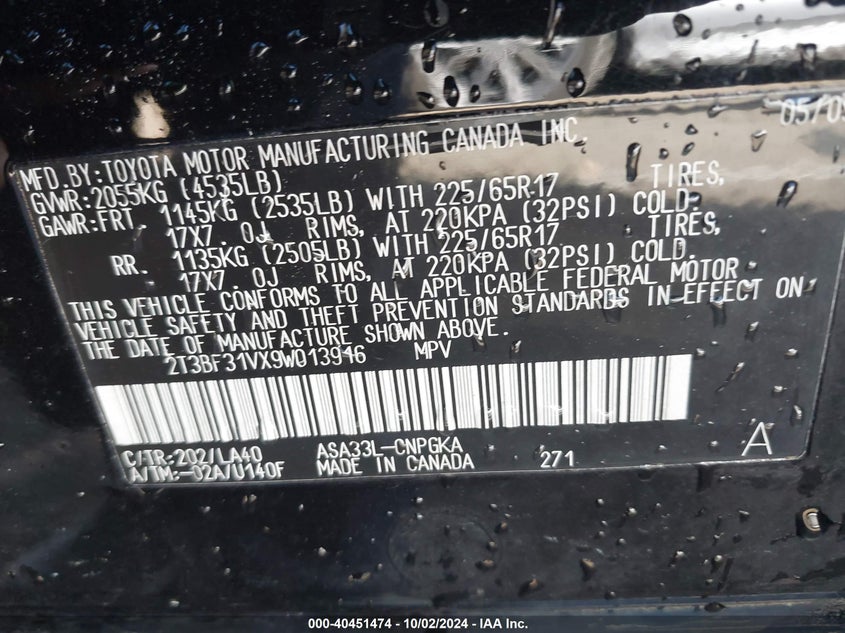 05/09
MFD.BY:TOYOTA MOTOR MANUFACTURING CANADA INC.
GVWR:2055KG (4535LB)
GAWR:FRT 1145KG (2535LB) WITH 225/65R17 TIRES,
17X7.0J RIMS, AT 220KPA (32PSI) COLD.
RR. 1135KG (2505LB) WITH 225/65R17 TIRES,
17X7.0J RIMS, AT 220KPA (32PSI) COLD.
THIS VEHICLE CONFORMS TO ALL APPLICABLE FEDERAL MOTOR
VEHICLE SAFETY AND THEFT PREVENTION STANDARDS IN EFFECT ON
THE DATE OF MANUFACTURE SHOWN ABOVE.
2T3BF31VX9W013946 MPV
C/TR:202/LA40 ASA33L-CNPGKA
A/TM:-02A/U140F MADE IN CANADA 271 A
000-40451474 - 10/02/2024 - IAA Inc.